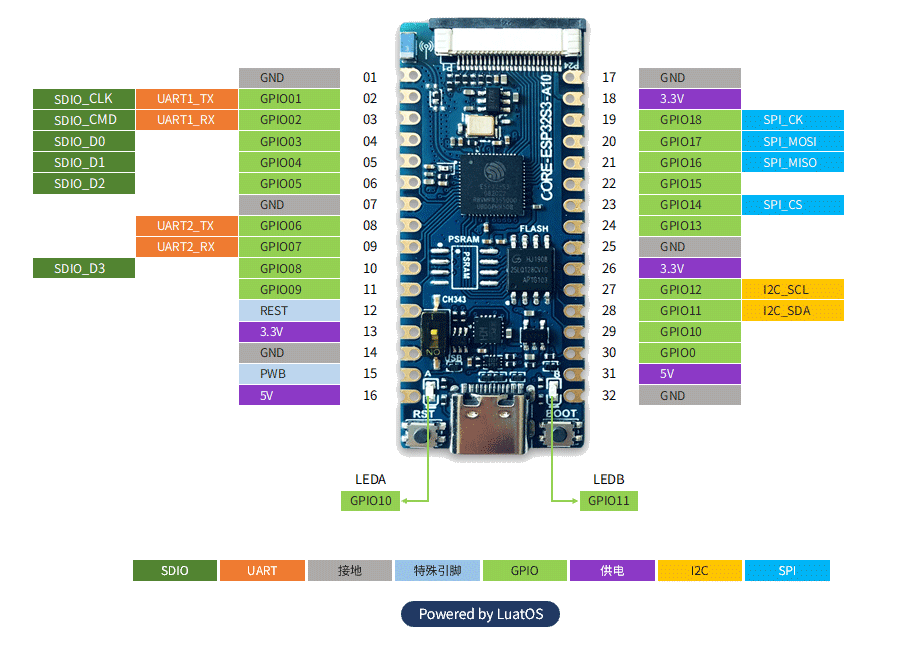 GND 01 17 GND
SDIO_CLK UART1_TX GPIO01 02 18 3.3V
SDIO_CMD UART1_RX GPIO02 03 19 GPIO18 SPI_CK
SDIO_D0 GPIO03 04 20 GPIO17 SPI_MOSI
SDIO_D1 GPIO04 05 21 GPIO16 SPI_MISO
SDIO_D2 GPIO05 06 22 GPIO15
GND 07 23 GPIO14 SPI_CS
UART2_TX GPIO06 08 24 GPIO13
UART2_RX GPIO07 09 25 GND
SDIO_D3 GPIO08 10 26 3.3V
GPIO09 11 27 GPIO12 I2C_SCL
REST 12 28 GPIO11 I2C_SDA
3.3V 13 29 GPIO10
GND 14 30 GPIO0
PWB 15 31 5V
5V 16 32 GND
CORE-ESP32S3-A10
P1
P24
FLASH
PSRAM
PSRAM
CH343
NO
USB
A
B
RST
BOOT
LEDA
GPIO10
LEDB
GPIO11
SDIO UART 接地 特殊引脚 GPIO 供电 I2C SPI
Powered by LuatOS